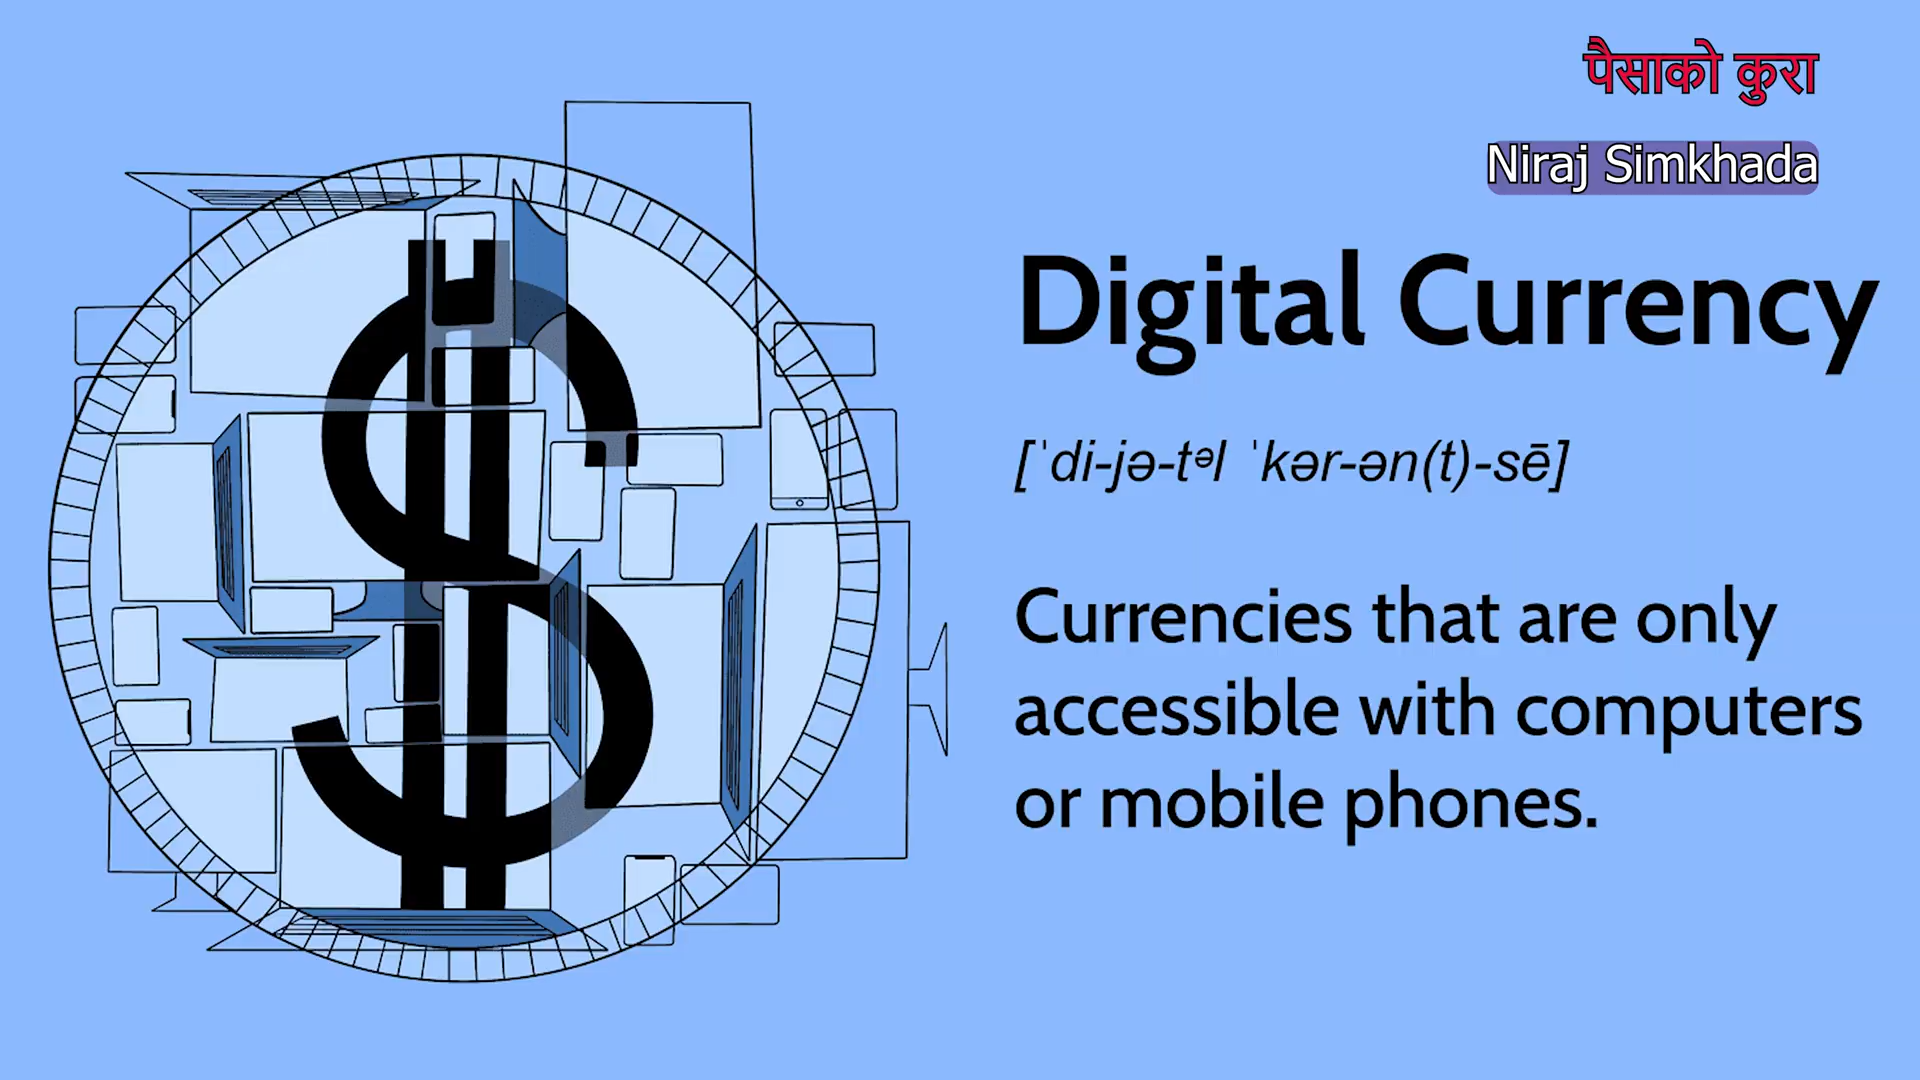 पैसाको कुरा
Niraj Simkhada
Digital Currency
[ˈdi-jə-tᵊl ˈkər-ən(t)-sē]
Currencies that are only
accessible with computers
or mobile phones.